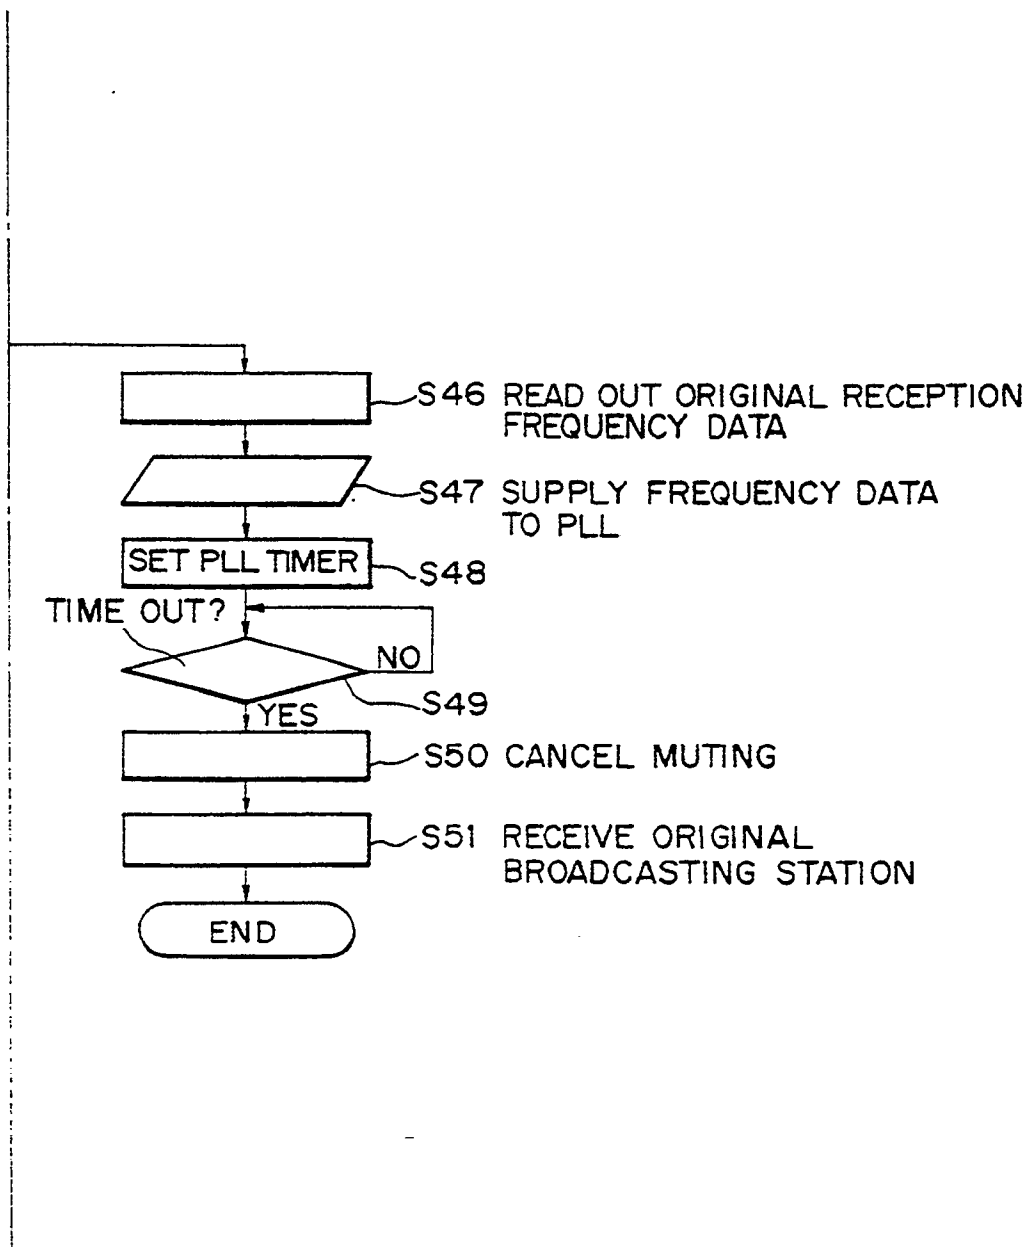 S46 READ OUT ORIGINAL RECEPTION
FREQUENCY DATA
S47 SUPPLY FREQUENCY DATA
TO PLL
SET PLL TIMER
S48
TIME OUT?
NO
S49
YES
S50 CANCEL MUTING
S51 RECEIVE ORIGINAL
BROADCASTING STATION
END